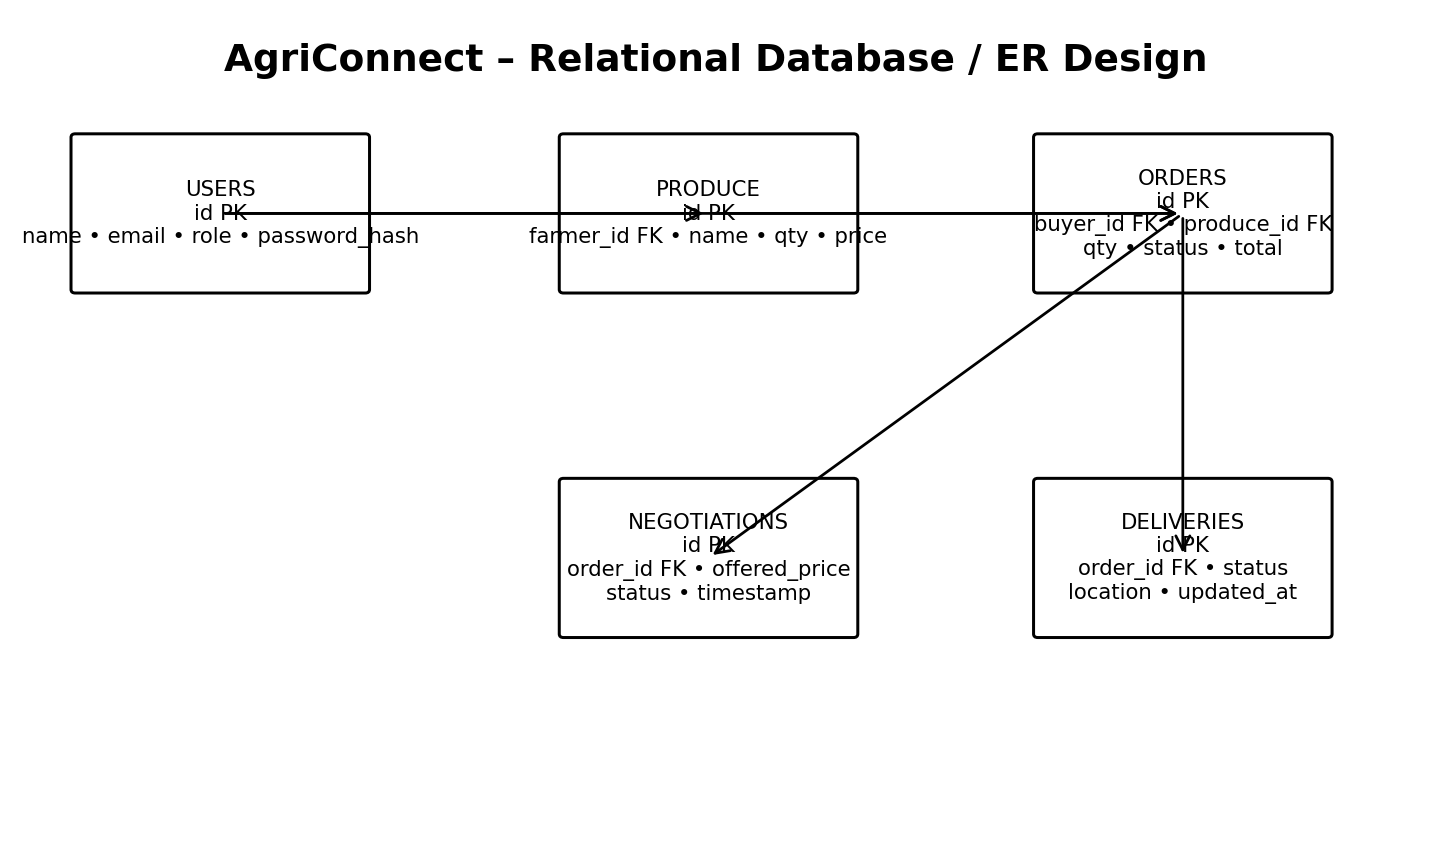 AgriConnect – Relational Database / ER Design
USERS
id PK
name • email • role • password_hash
PRODUCE
id PK
farmer_id FK • name • qty • price
ORDERS
id PK
buyer_id FK • produce_id FK
qty • status • total
NEGOTIATIONS
id PK
order_id FK • offered_price
status • timestamp
DELIVERIES
id PK
order_id FK • status
location • updated_at